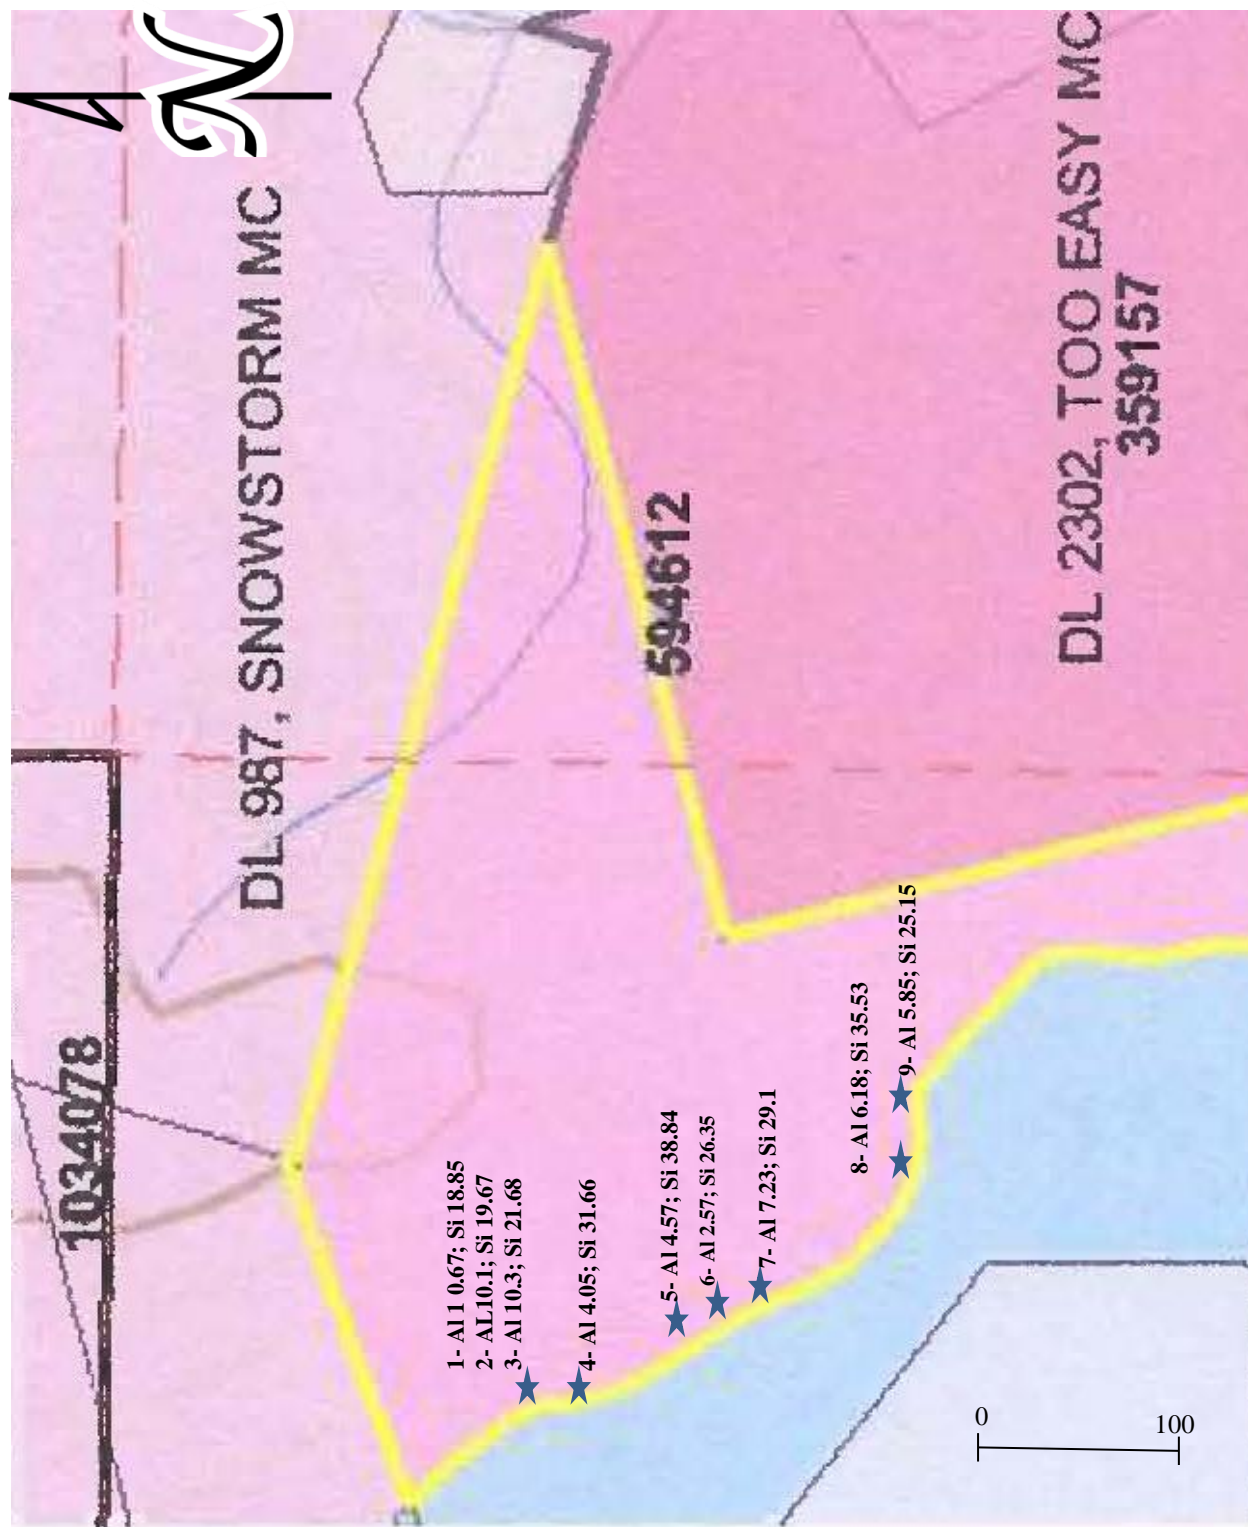 DL 987, SNOWSTORM MC
DL 2302, TOO EASY MC
359157
594612
1034078
1- Al 1 0.67; Si 18.85
2- AL10.1; Si 19.67
3- Al 10.3; Si 21.68
4- Al 4.05; Si 31.66
5- Al 4.57; Si 38.84
6- Al 2.57; Si 26.35
7- Al 7.23; Si 29.1
8- Al 6.18; Si 35.53
9- Al 5.85; Si 25.15
0
100